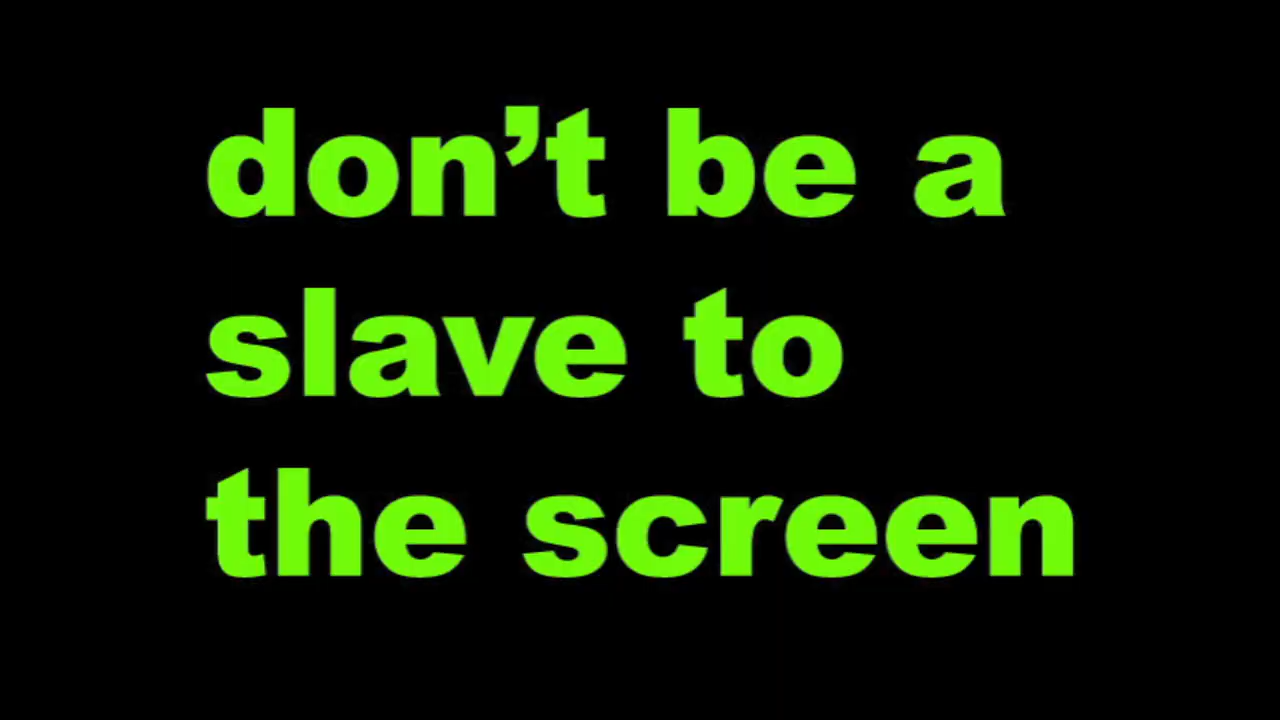 don’t be a
slave to
the screen